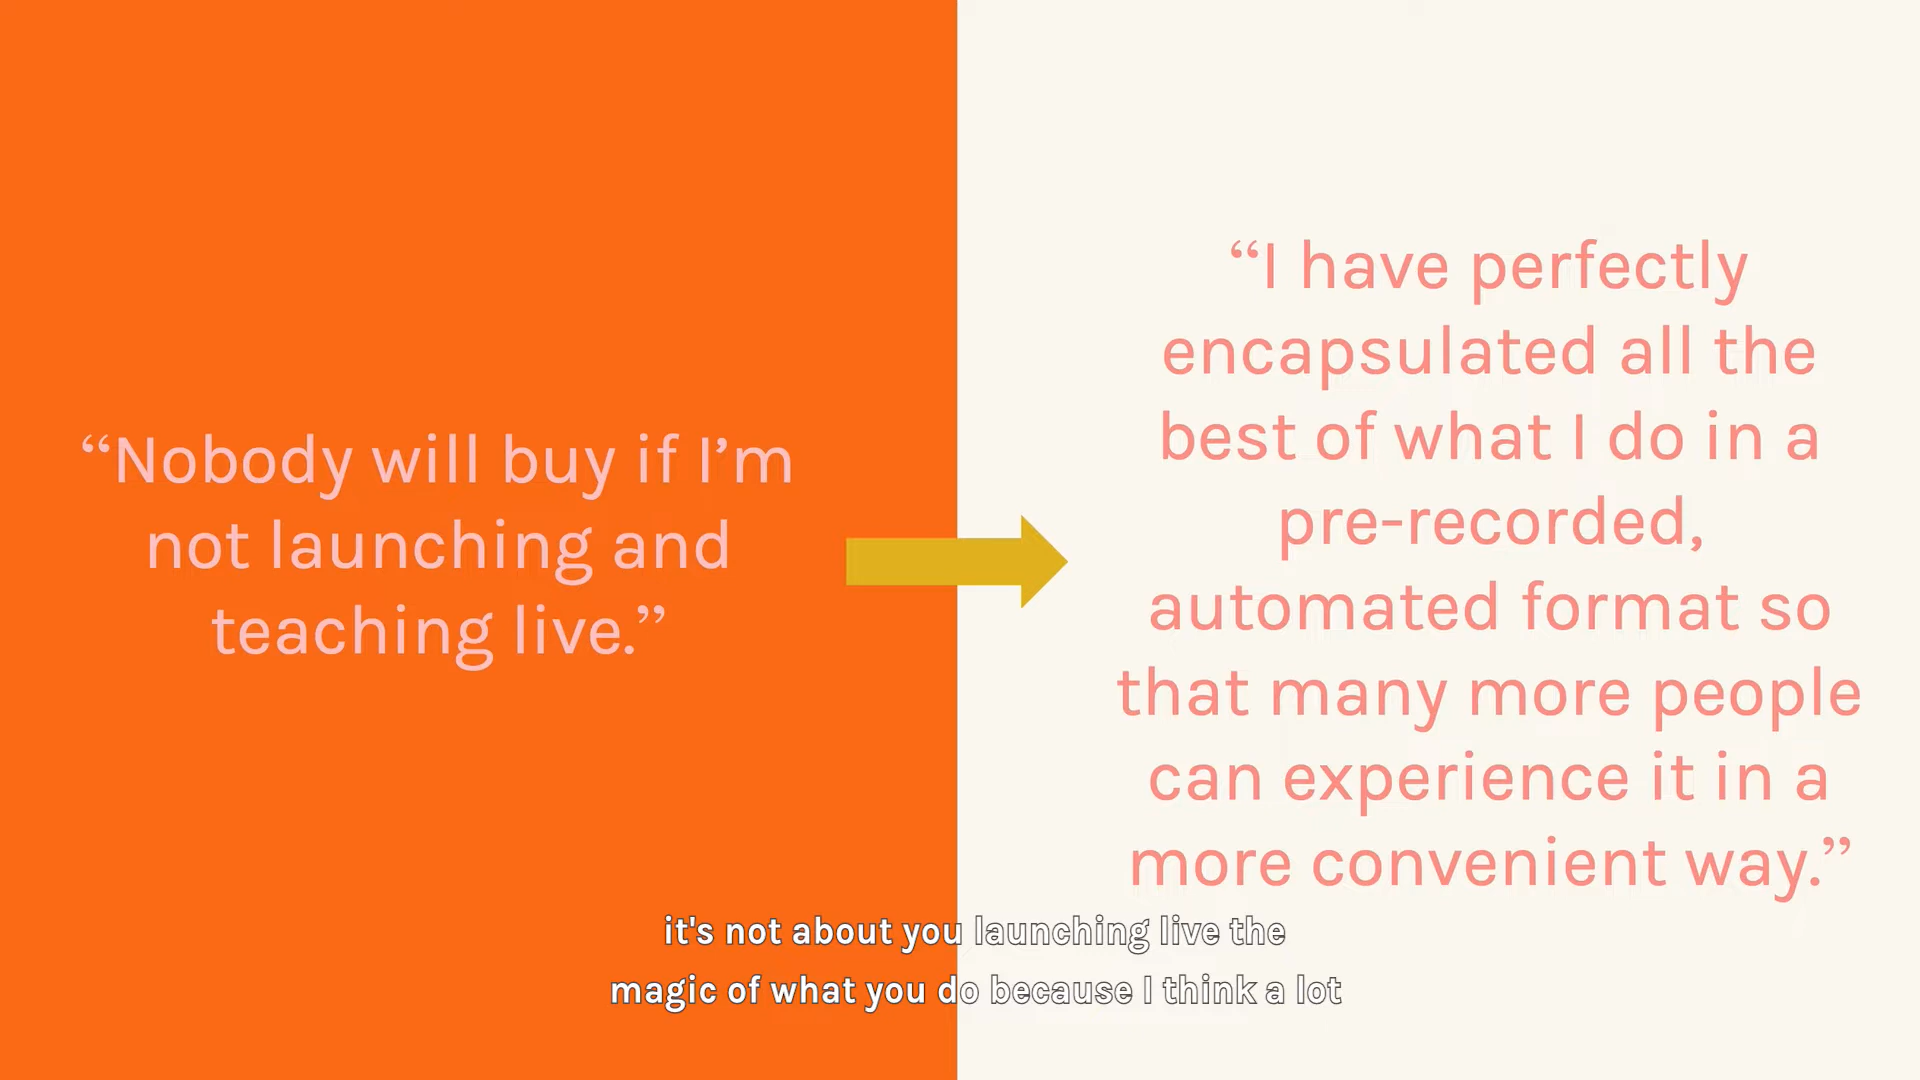 “Nobody will buy if I’m
not launching and
teaching live.”
“I have perfectly
encapsulated all the
best of what I do in a
pre-recorded,
automated format so
that many more people
can experience it in a
more convenient way.”
it's not about you launching live the
magic of what you do because I think a lot